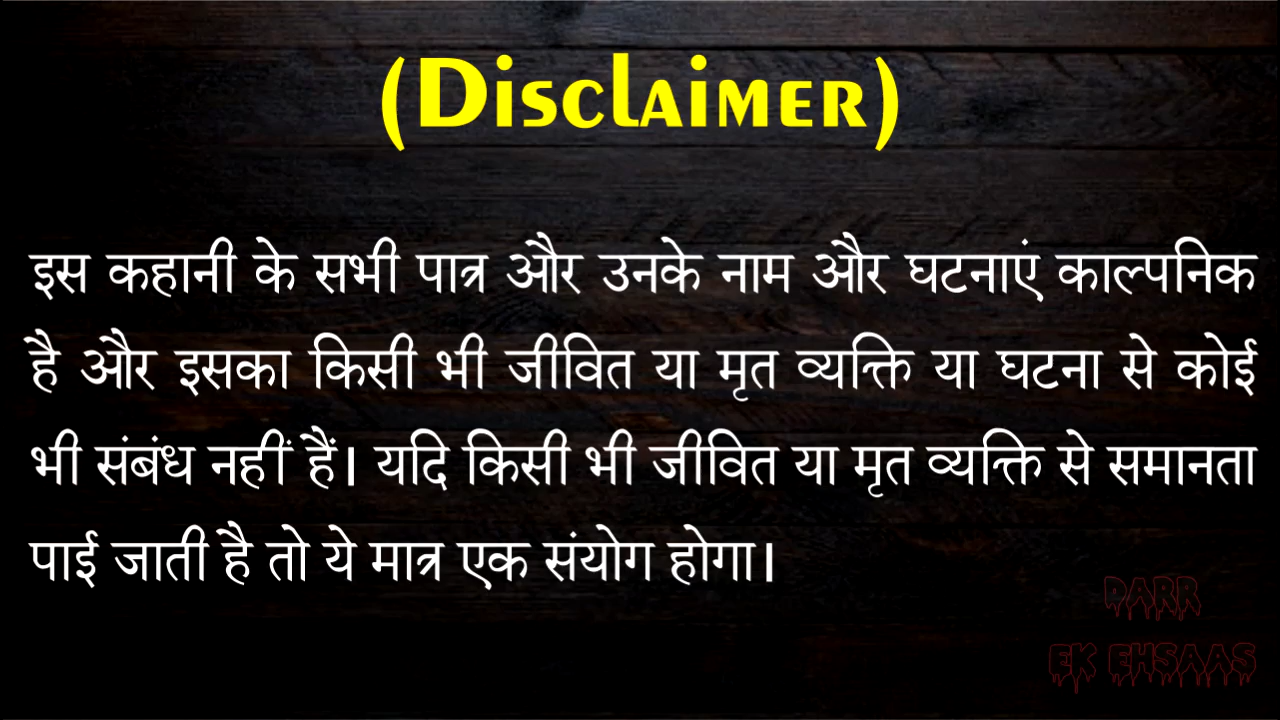 (Disclaimer)
इस कहानी के सभी पात्र और उनके नाम और घटनाएं काल्पनिक
है और इसका किसी भी जीवित या मृत व्यक्ति या घटना से कोई
भी संबंध नहीं हैं। यदि किसी भी जीवित या मृत व्यक्ति से समानता
पाई जाती है तो ये मात्र एक संयोग होगा।
DARR
EK EHSAAS